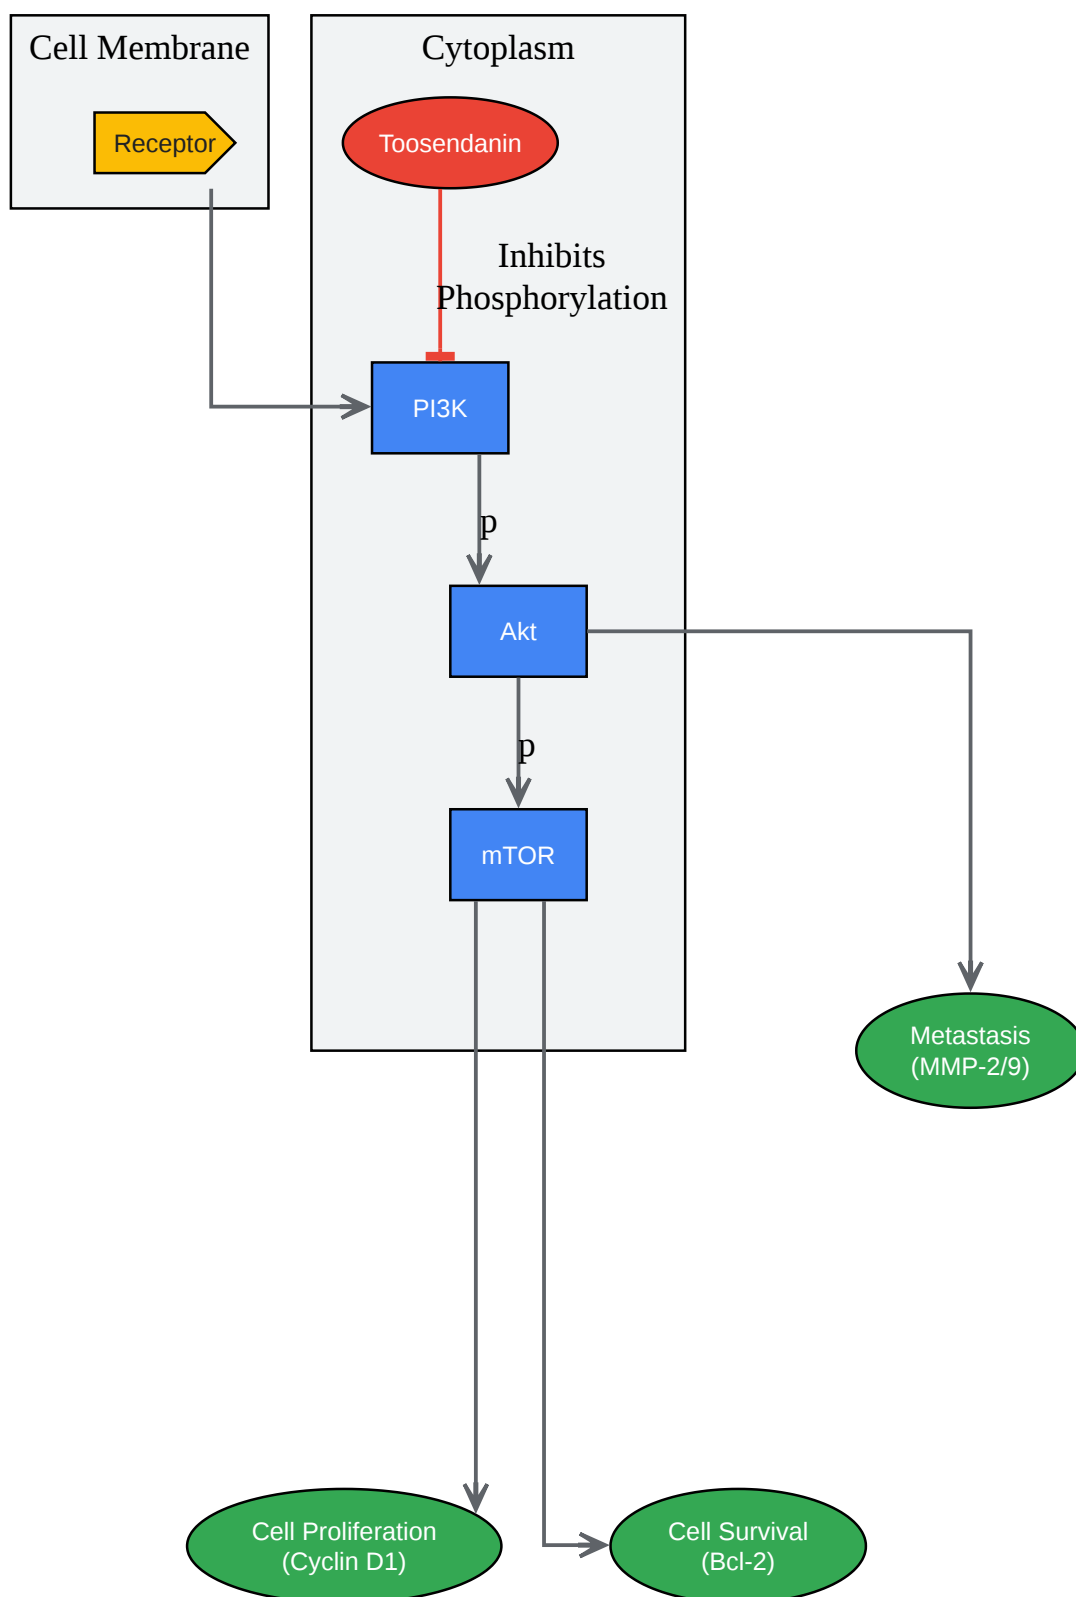 Cell Membrane
Cytoplasm
Receptor
Toosendanin
Inhibits
Phosphorylation
PI3K
p
Akt
p
mTOR
Metastasis
(MMP-2/9)
Cell Proliferation
(Cyclin D1)
Cell Survival
(Bcl-2)